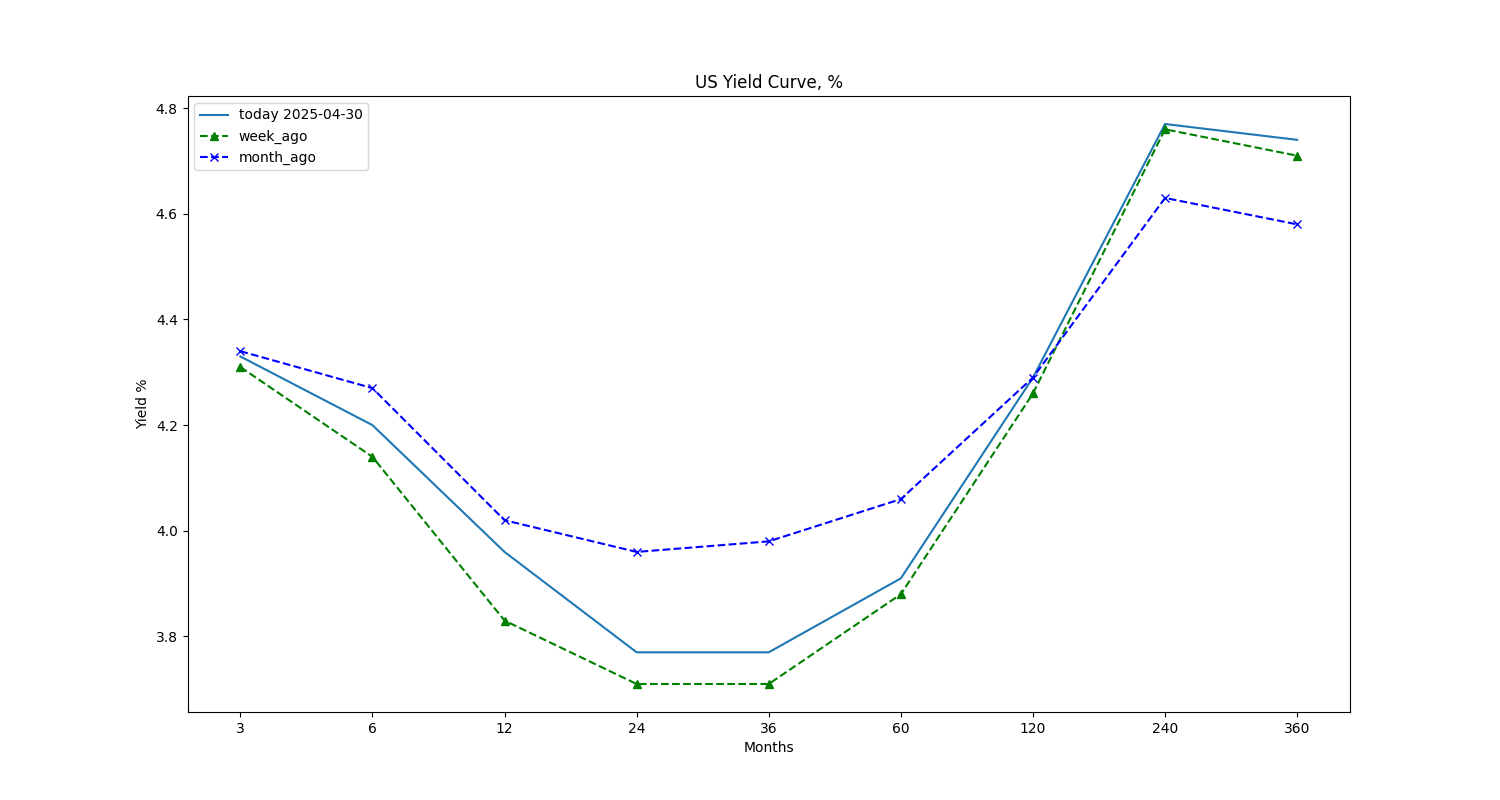 US Yield Curve, %
today 2025-04-30
week_ago
month_ago
4.8
4.6
4.4
4.2
4.0
3.8
Yield %
3 6 12 24 36 60 120 240 360
Months